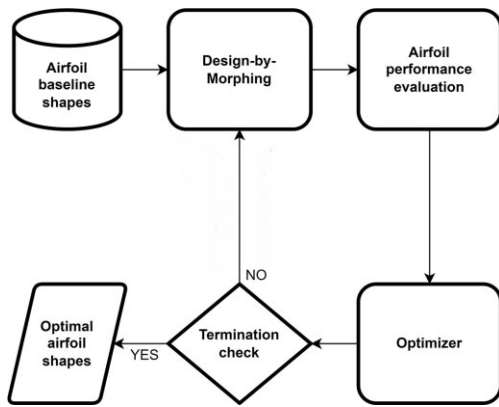 Airfoil
baseline
shapes
Design-by-
Morphing
Airfoil
performance
evaluation
NO
Optimal
airfoil
shapes
YES
Termination
check
Optimizer